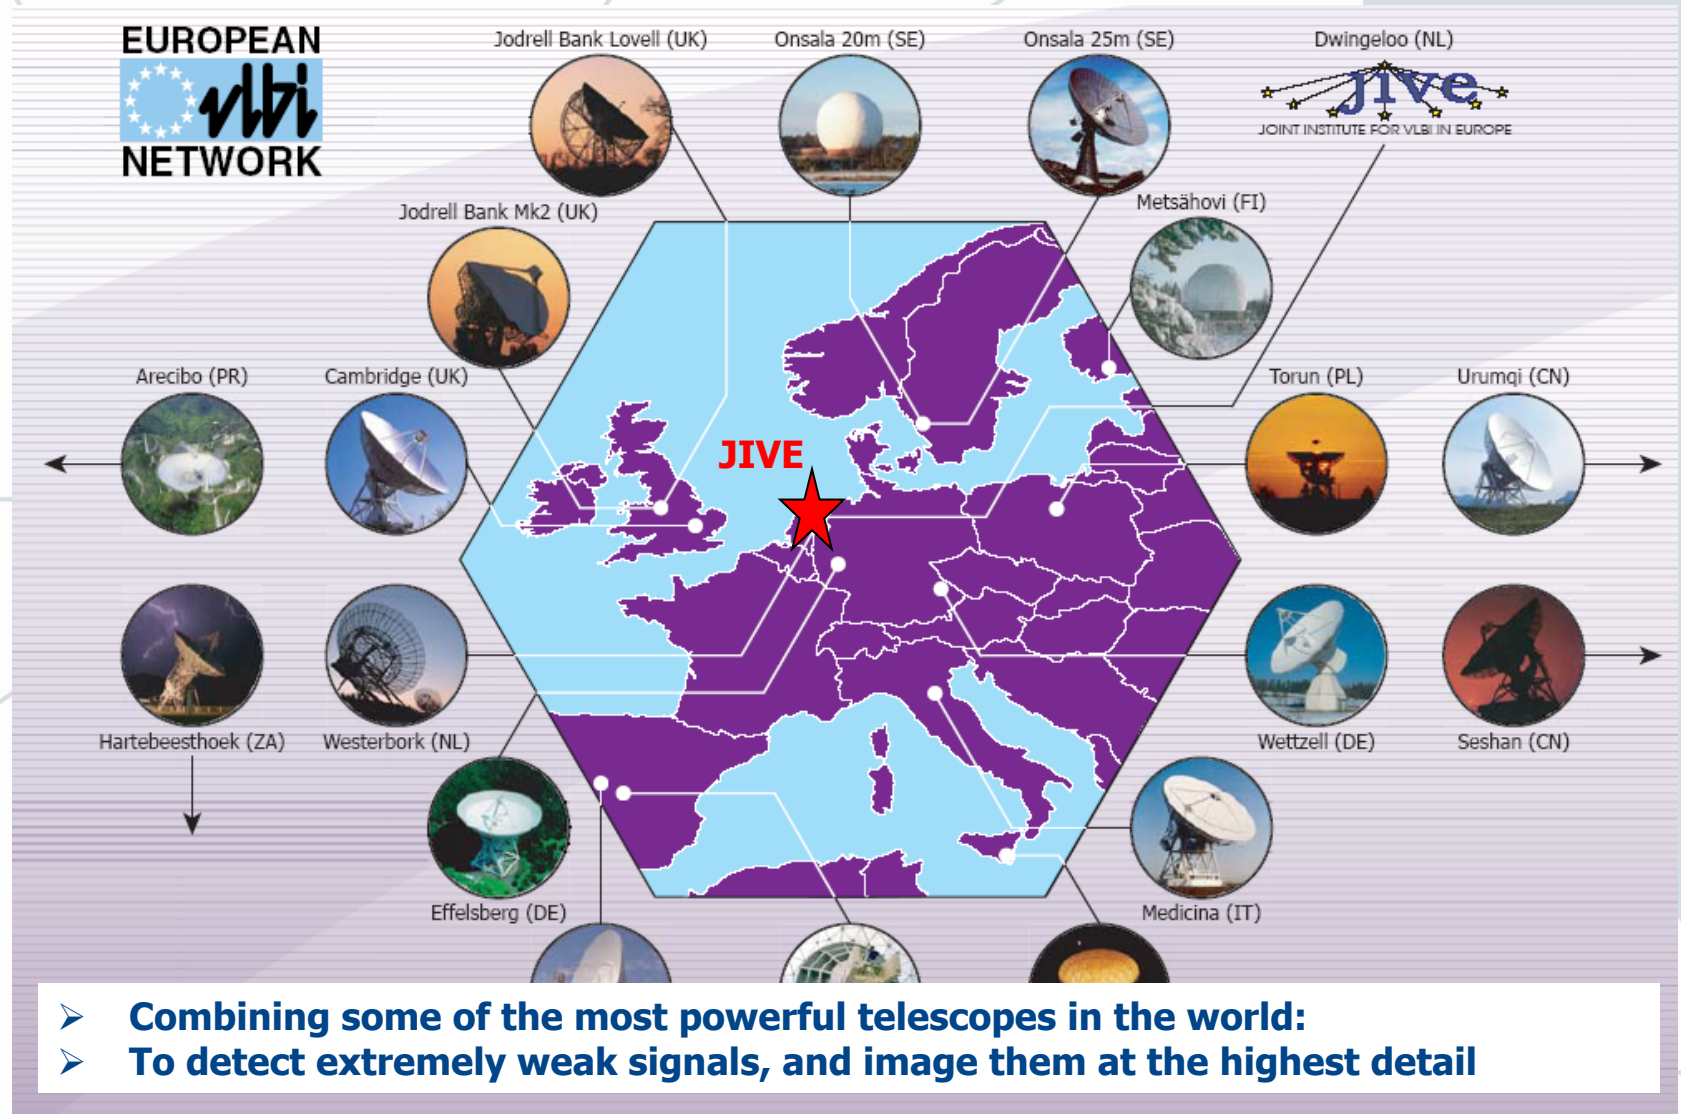 EUROPEAN
vlbi
NETWORK
Jodrell Bank Lovell (UK)
Onsala 20m (SE)
Onsala 25m (SE)
Dwingeloo (NL)
jive
JOINT INSTITUTE FOR VLBI IN EUROPE
Jodrell Bank Mk2 (UK)
Metsähovi (FI)
Arecibo (PR)
Cambridge (UK)
Torun (PL)
Urumqi (CN)
JIVE
Hartebeesthoek (ZA)
Westerbork (NL)
Wettzell (DE)
Seshan (CN)
Effelsberg (DE)
Medicina (IT)
➢ Combining some of the most powerful telescopes in the world:
➢ To detect extremely weak signals, and image them at the highest detail